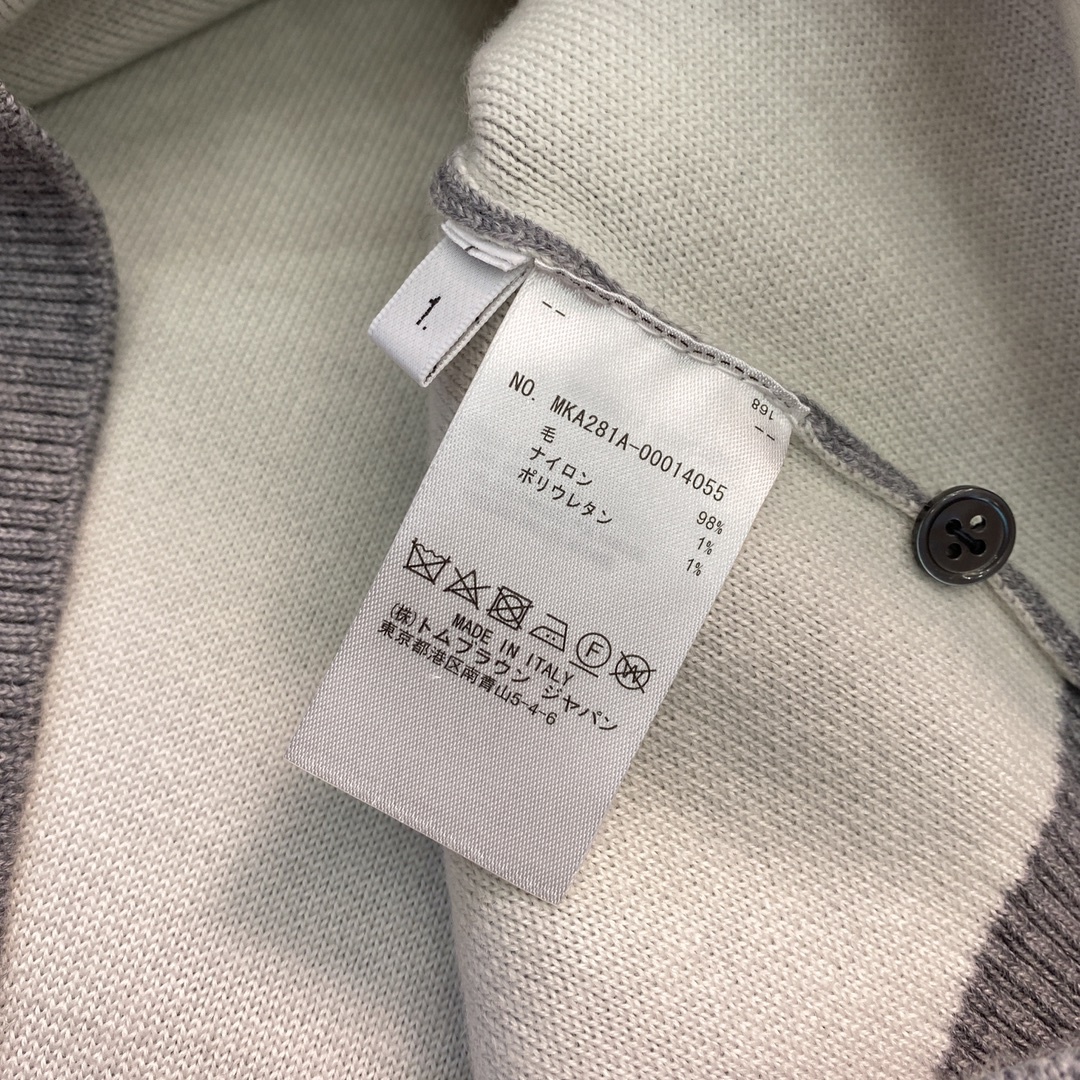 1.
168
NO. MKA281A-00014055
毛 98%
ナイロン 1%
ポリウレタン 1%
F W
MADE IN ITALY
(株)トムブラウン ジャパン
東京都港区南青山5-4-6